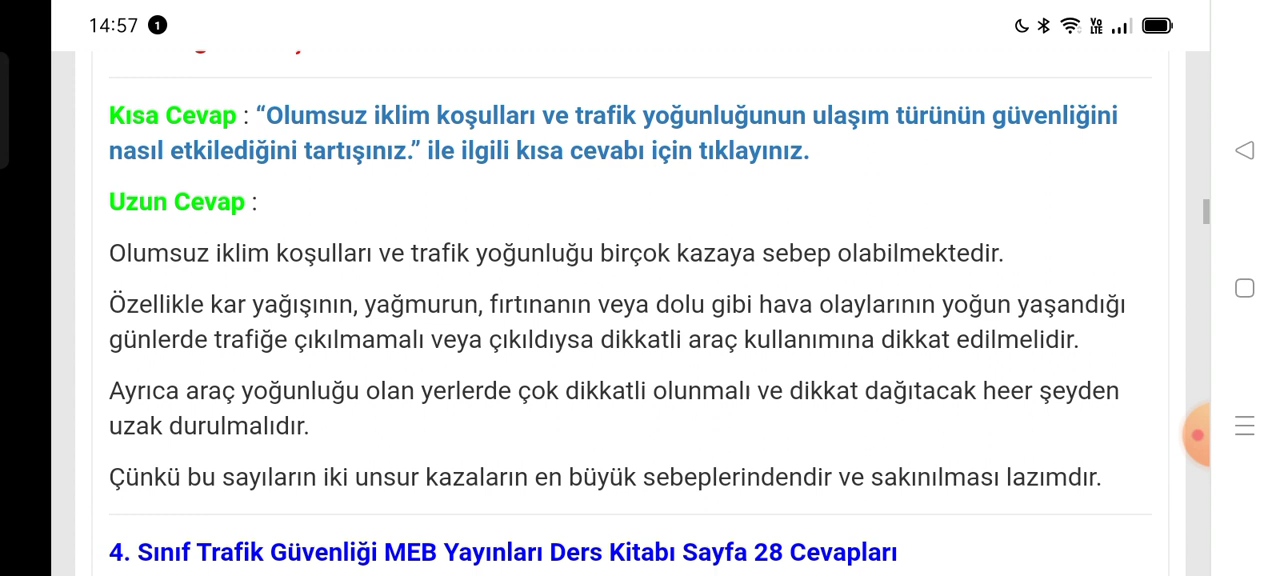 14:57 1
VO LTE
Kısa Cevap : “Olumsuz iklim koşulları ve trafik yoğunluğunun ulaşım türünün güvenliğini
nasıl etkilediğini tartışınız.” ile ilgili kısa cevabı için tıklayınız.
Uzun Cevap :
Olumsuz iklim koşulları ve trafik yoğunluğu birçok kazaya sebep olabilmektedir.
Özellikle kar yağışının, yağmurun, fırtınanın veya dolu gibi hava olaylarının yoğun yaşandığı
günlerde trafiğe çıkılmamalı veya çıkıldıysa dikkatli araç kullanımına dikkat edilmelidir.
Ayrıca araç yoğunluğu olan yerlerde çok dikkatli olunmalı ve dikkat dağıtacak heer şeyden
uzak durulmalıdır.
Çünkü bu sayıların iki unsur kazaların en büyük sebeplerindendir ve sakınılması lazımdır.
4. Sınıf Trafik Güvenliği MEB Yayınları Ders Kitabı Sayfa 28 Cevapları